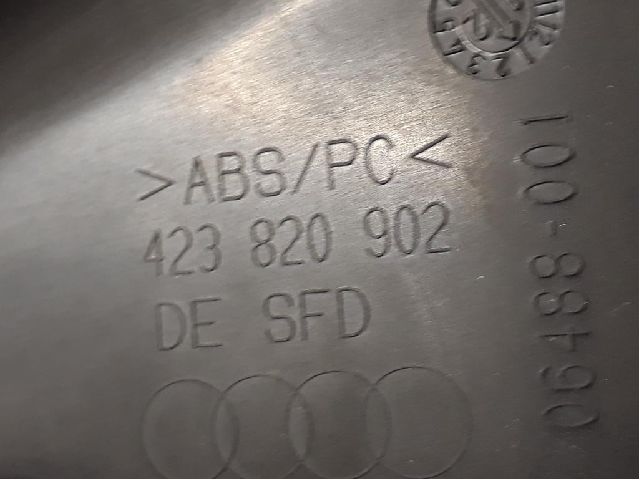 >ABS/PC<
423 820 902
DE SFD
06488-001